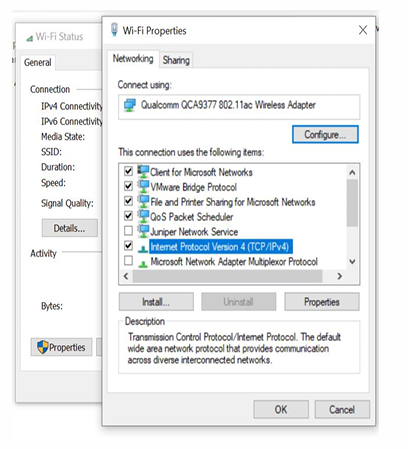 Wi-Fi Status
General
Connection
IPv4 Connectivity
IPv6 Connectivity
Media State:
SSID:
Duration:
Speed:
Signal Quality:
Details...
Activity
Bytes:
Properties
Wi-Fi Properties
Networking
Sharing
Connect using:
Qualcomm QCA9377 802.11ac Wireless Adapter
Configure...
This connection uses the following items:
Client for Microsoft Networks
VMware Bridge Protocol
File and Printer Sharing for Microsoft Networks
QoS Packet Scheduler
Juniper Network Service
Internet Protocol Version 4 (TCP/IPv4)
Microsoft Network Adapter Multiplexor Protocol
Install...
Uninstall
Properties
Description
Transmission Control Protocol/Internet Protocol. The default
wide area network protocol that provides communication
across diverse interconnected networks.
OK
Cancel